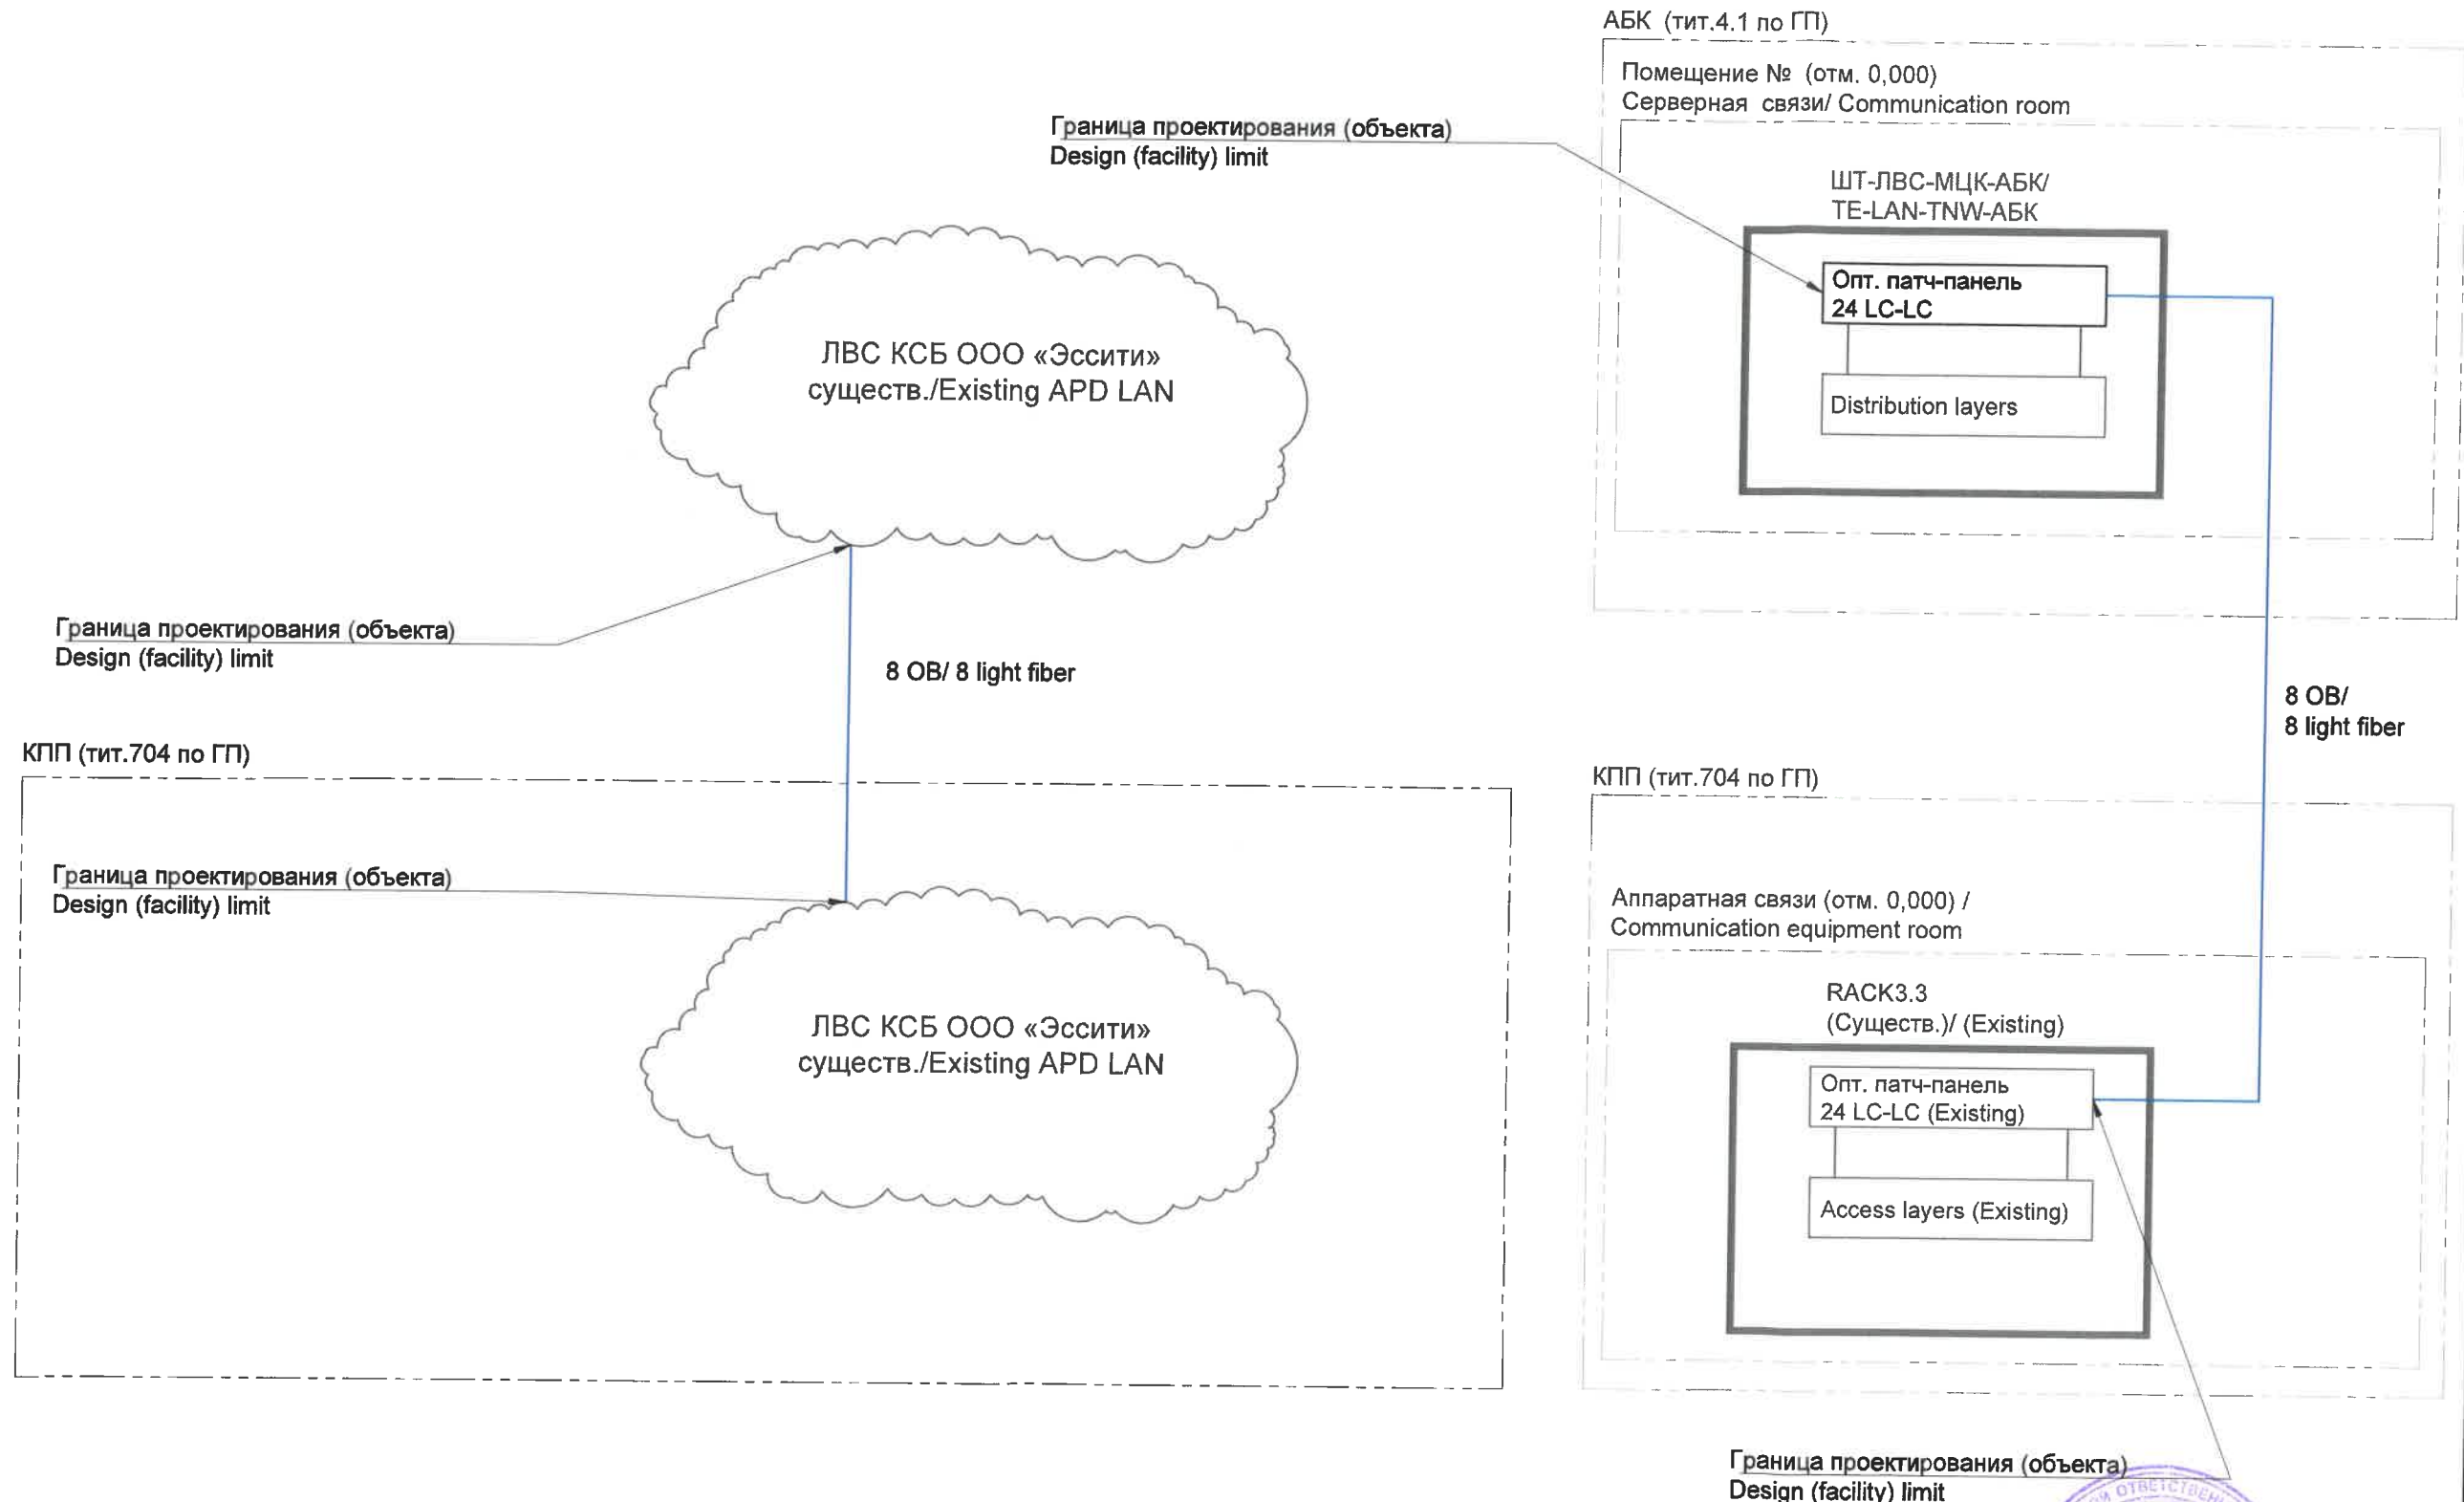 АБК (тит.4.1 по ГП)
Помещение № (отм. 0,000)
Серверная связи/ Communication room
Граница проектирования (объекта)
Design (facility) limit
ШТ-ЛВС-МЦК-АБК/
TE-LAN-TNW-АБК
Опт. патч-панель
24 LC-LC
Distribution layers
ЛВС КСБ ООО «Эссити»
существ./Existing APD LAN
Граница проектирования (объекта)
Design (facility) limit
8 ОВ/ 8 light fiber
8 ОВ/
8 light fiber
КПП (тит.704 по ГП)
Граница проектирования (объекта)
Design (facility) limit
ЛВС КСБ ООО «Эссити»
существ./Existing APD LAN
КПП (тит.704 по ГП)
Аппаратная связи (отм. 0,000) /
Communication equipment room
RACK3.3
(Существ.)/ (Existing)
Опт. патч-панель
24 LC-LC (Existing)
Access layers (Existing)
Граница проектирования (объекта)
Design (facility) limit